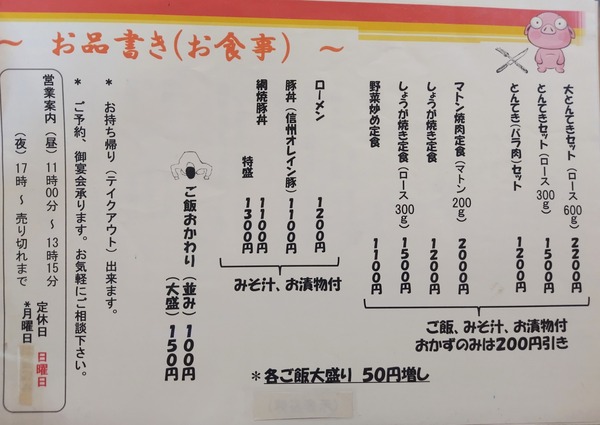 ～ お品書き(お食事) ～
大とんてきセット（ロース600g） 2200円
とんてきセット（ロース300g） 1500円
とんてき（バラ肉）セット 1200円
マトン焼肉定食（マトン200g） 2000円
しょうが焼き定食 1200円
しょうが焼き定食（ロース300g） 1500円
野菜炒め定食 1100円
ご飯、みそ汁、お漬物付
おかずのみは200円引き
ローメン 1200円
豚丼（信州オレイン豚） 1100円
網焼豚丼 1100円
特盛 1300円
みそ汁、お漬物付
＊各ご飯大盛り 50円増し
ご飯おかわり（並み）100円
（大盛）150円
＊ お持ち帰り（テイクアウト）出来ます。
＊ ご予約、御宴会承ります。お気軽にご相談下さい。
営業案内（昼）11時00分 ～ 13時15分
（夜）17時 ～ 売り切れまで
定休日 日曜日
*月曜日